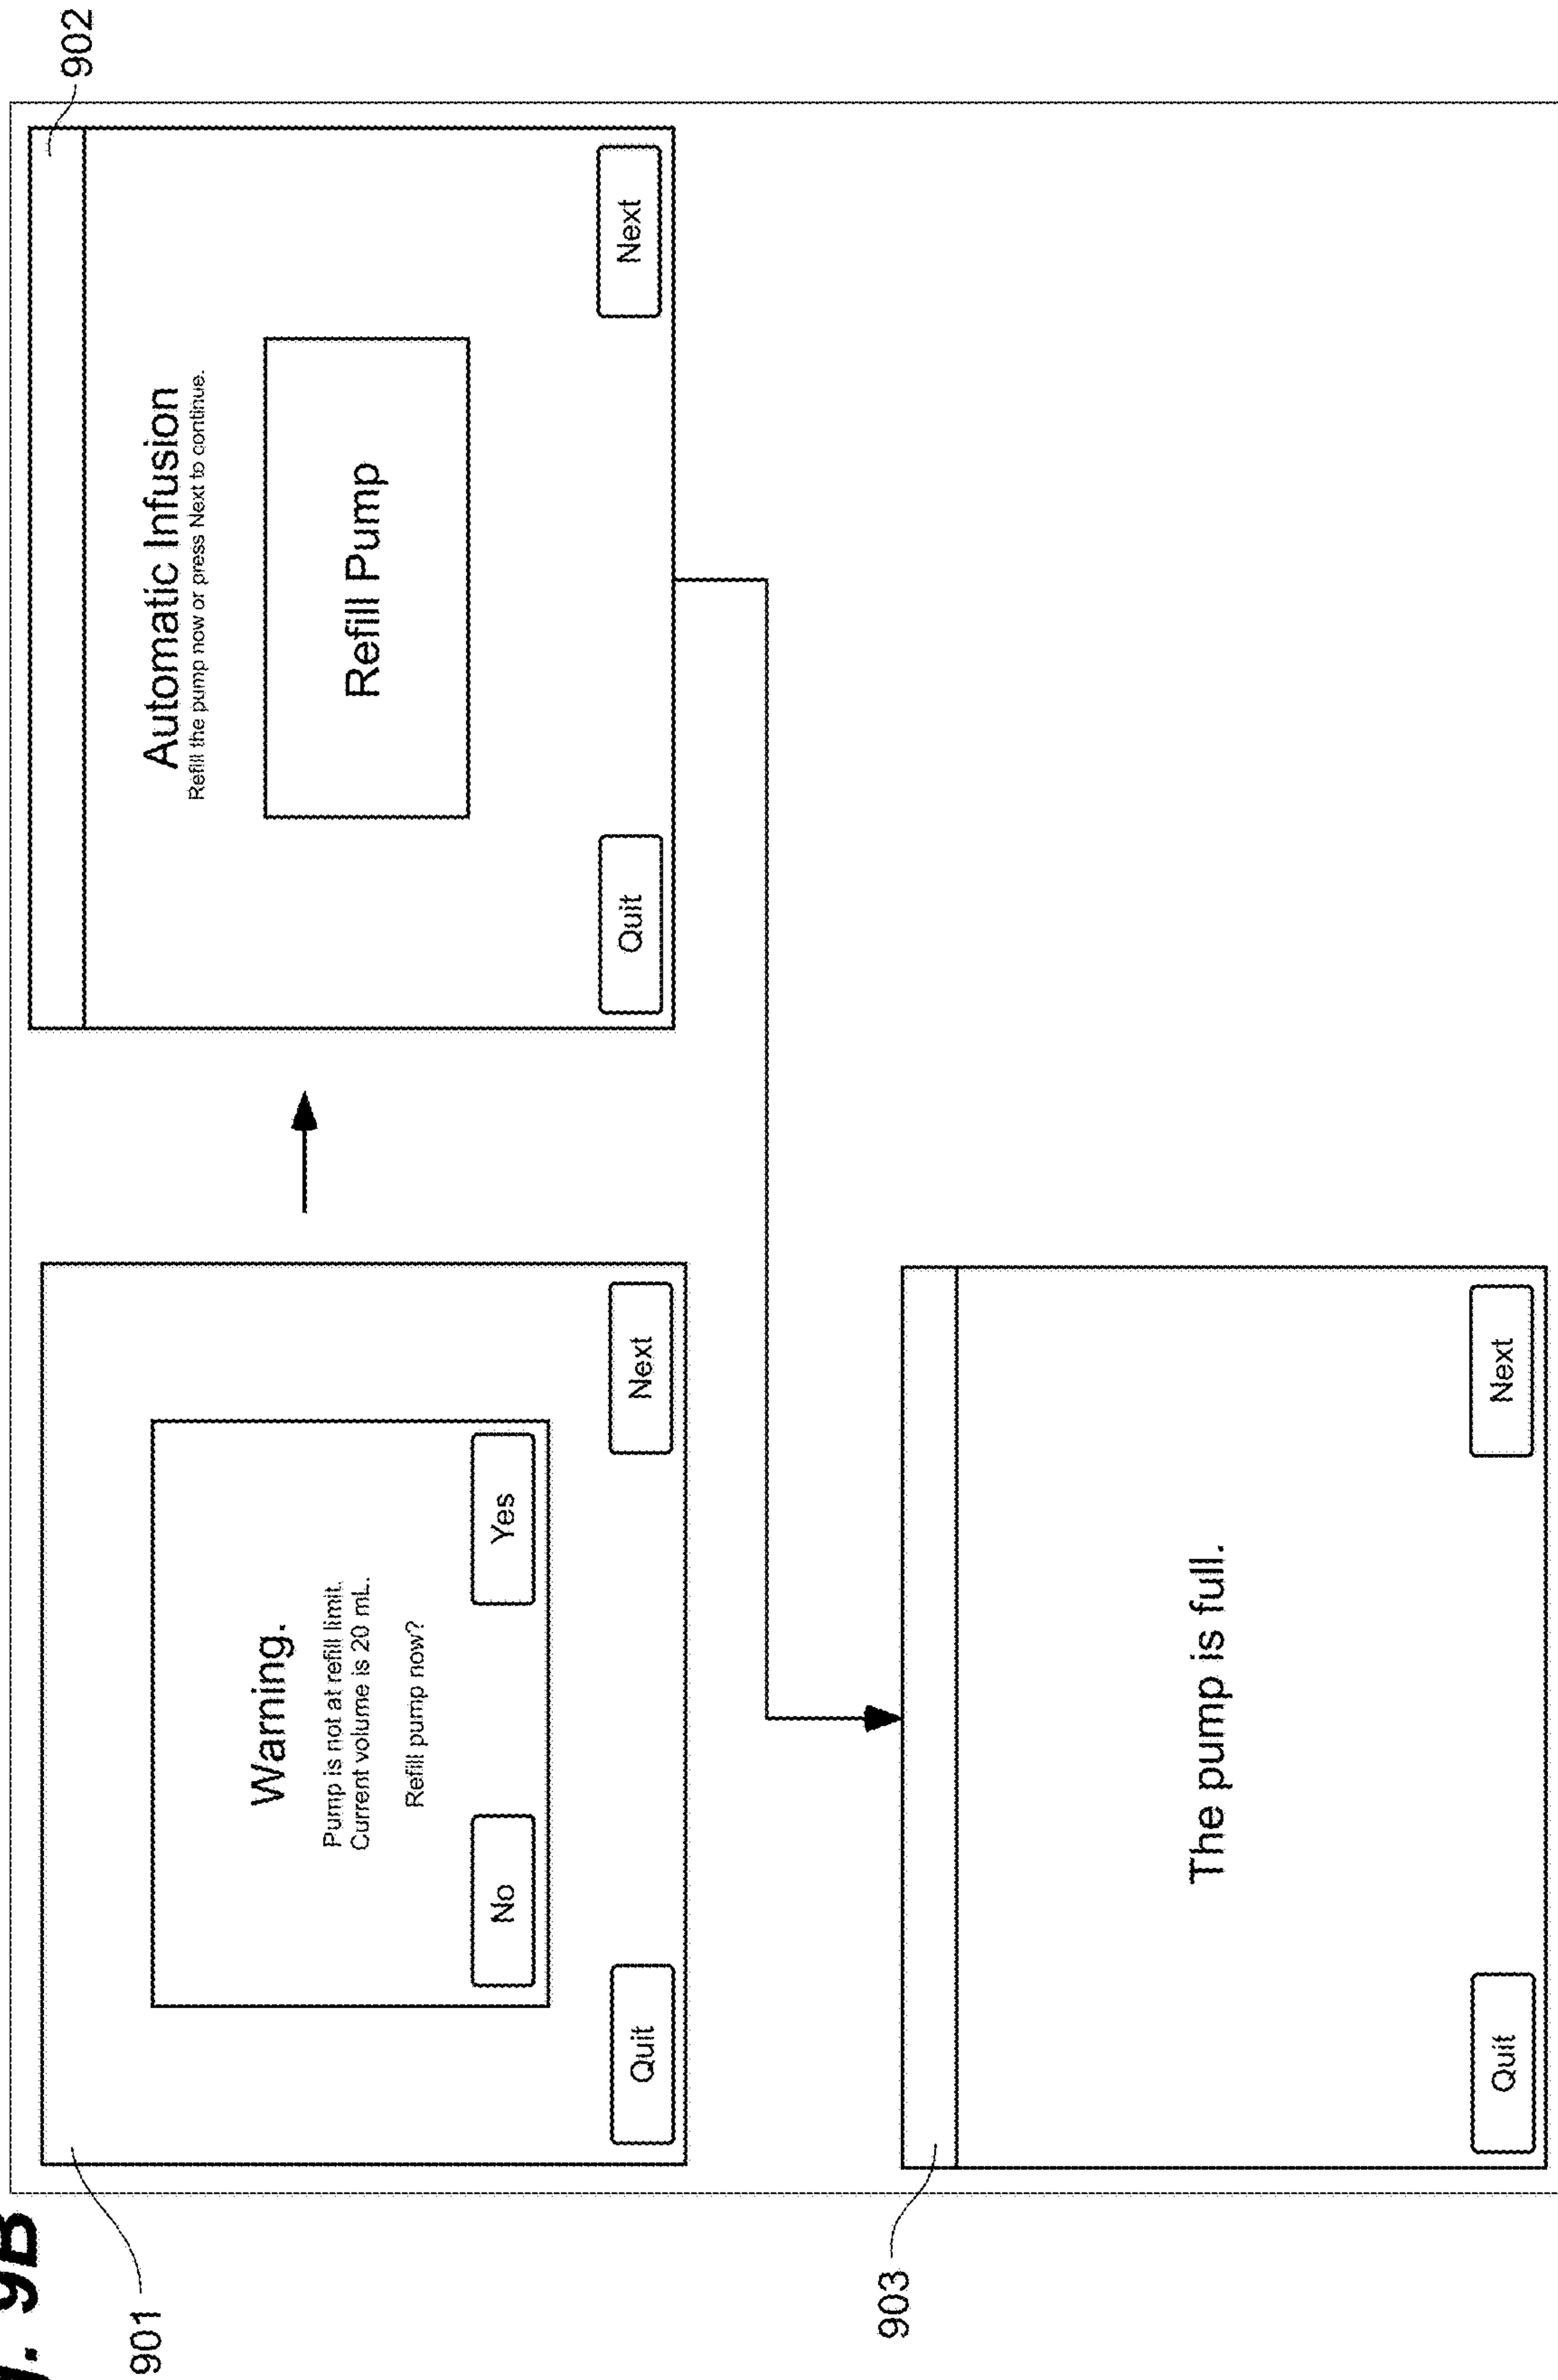 9B
901
Warning.
Pump is not at refill limit.
Current volume is 20 mL.
Refill pump now?
No
Yes
Quit
Next
902
Automatic Infusion
Refill the pump now or press Next to continue.
Refill Pump
Quit
Next
903
The pump is full.
Quit
Next